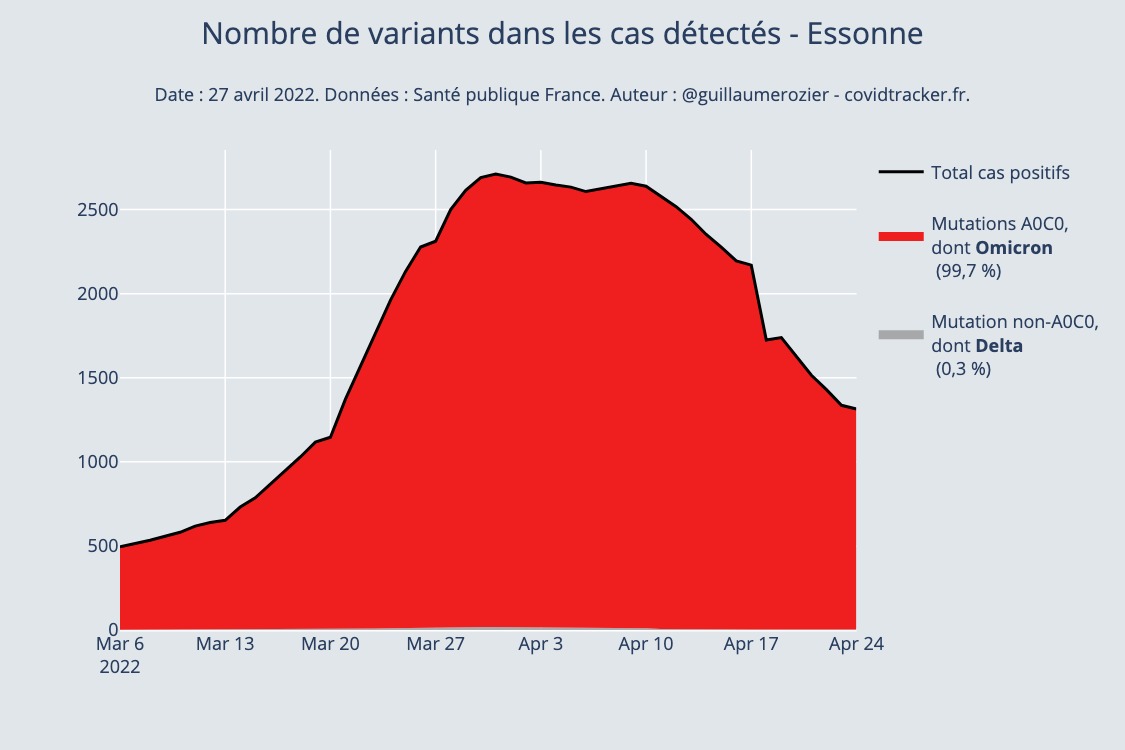 Nombre de variants dans les cas détectés - Essonne
Date : 27 avril 2022. Données : Santé publique France. Auteur : @guillaumerozier - covidtracker.fr.
Total cas positifs
Mutations A0C0,
dont Omicron
(99,7 %)
Mutation non-A0C0,
dont Delta
(0,3 %)
2500
2000
1500
1000
500
0
Mar 6 Mar 13 Mar 20 Mar 27 Apr 3 Apr 10 Apr 17 Apr 24
2022